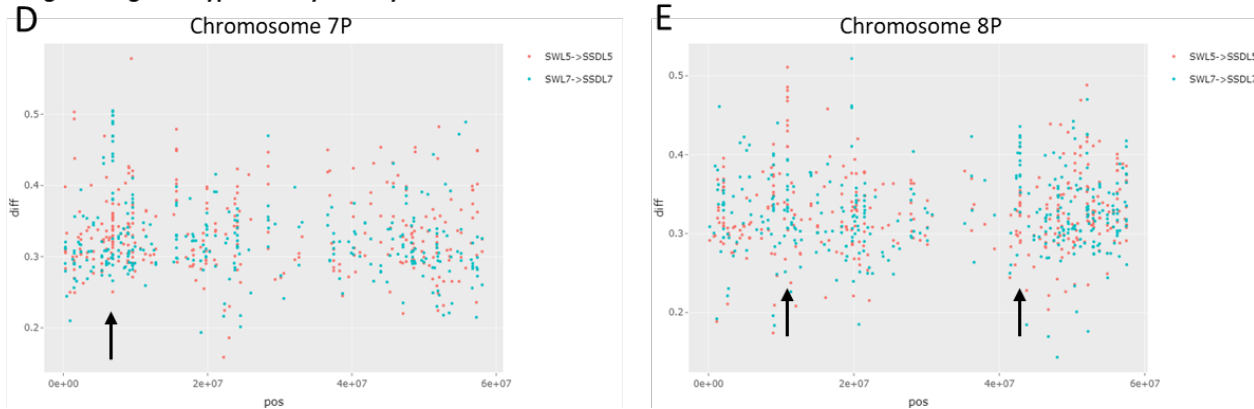 D
Chromosome 7P
SWL5->SSDL5
SWL7->SSDL7
0.5
0.4
0.3
0.2
diff
0e+00
2e+07
4e+07
6e+07
pos
E
Chromosome 8P
SWL5->SSDL5
SWL7->SSDL7
0.5
0.4
0.3
0.2
diff
0e+00
2e+07
4e+07
6e+07
pos